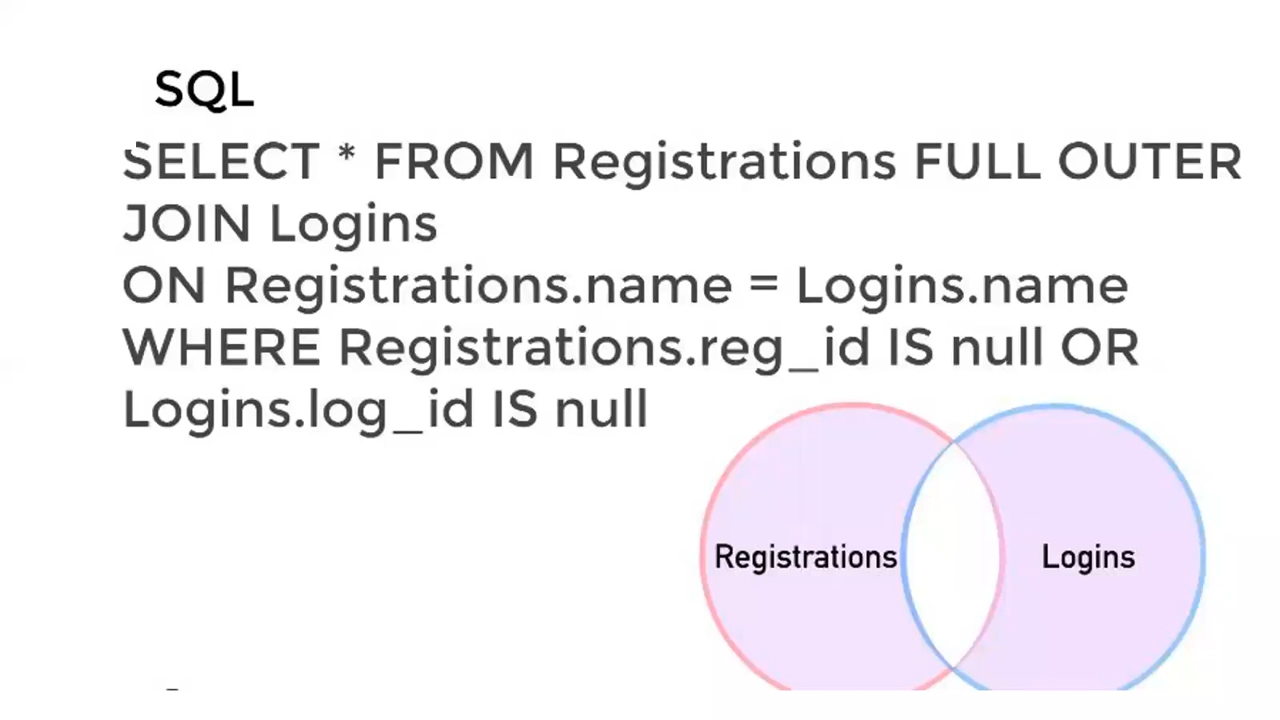 SQL
SELECT * FROM Registrations FULL OUTER
JOIN Logins
ON Registrations.name = Logins.name
WHERE Registrations.reg_id IS null OR
Logins.log_id IS null
Registrations
Logins